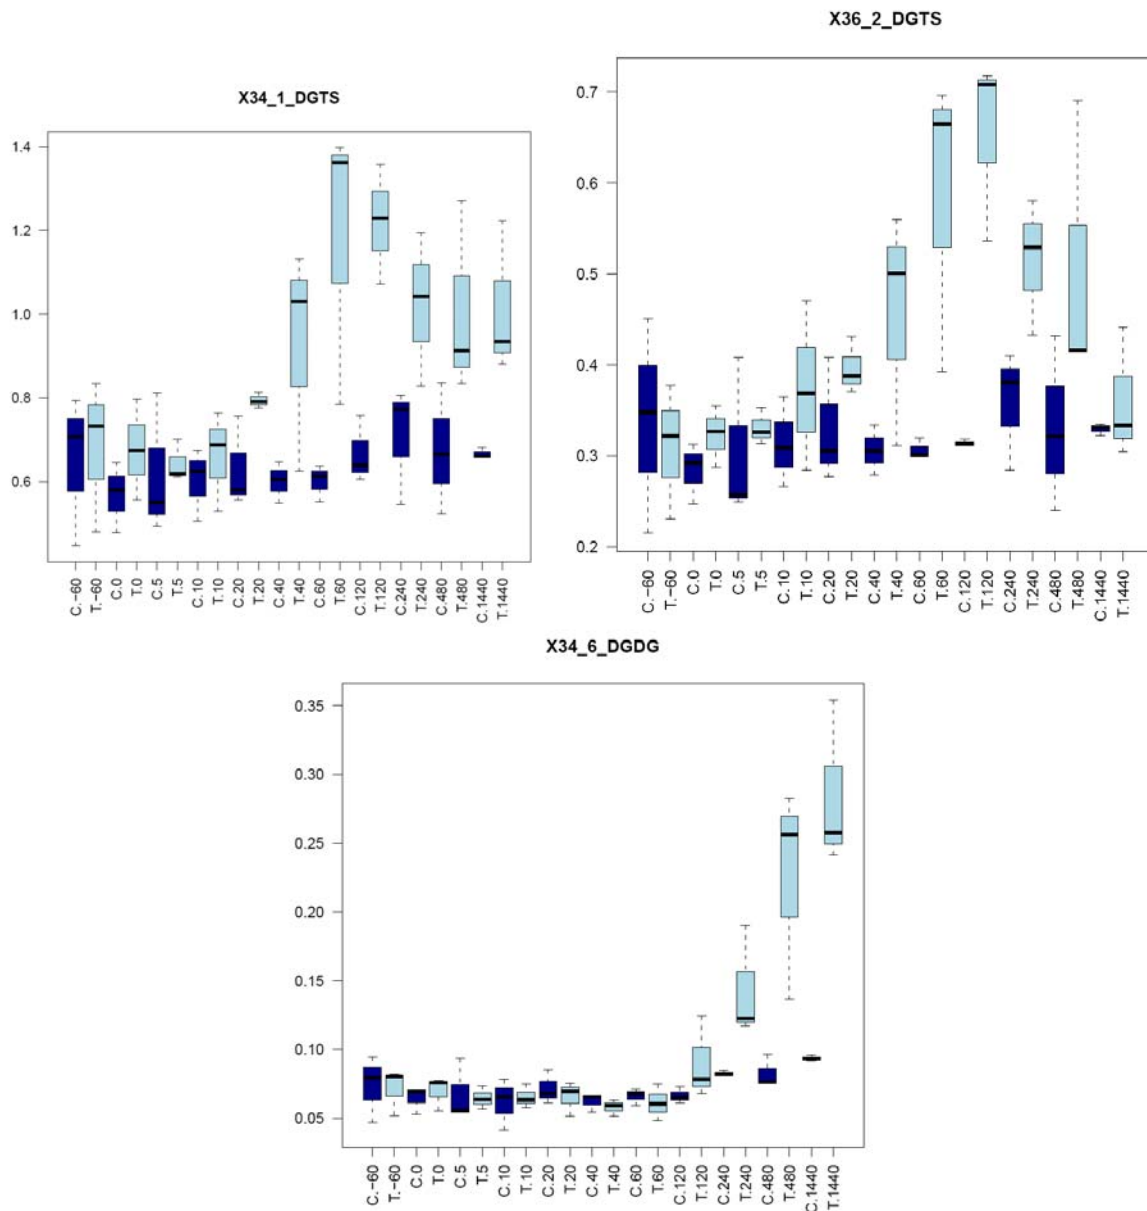 X34_1_DGTS
1.4
1.2
1.0
0.8
0.6
C.-60
T.-60
C.0
T.0
C.5
T.5
C.10
T.10
C.20
T.20
C.40
T.40
C.60
T.60
C.120
T.120
C.240
T.240
C.480
T.480
C.1440
T.1440
X36_2_DGTS
0.7
0.6
0.5
0.4
0.3
0.2
C.-60
T.-60
C.0
T.0
C.5
T.5
C.10
T.10
C.20
T.20
C.40
T.40
C.60
T.60
C.120
T.120
C.240
T.240
C.480
T.480
C.1440
T.1440
X34_6_DGDG
0.35
0.30
0.25
0.20
0.15
0.10
0.05
C.-60
T.-60
C.0
T.0
C.5
T.5
C.10
T.10
C.20
T.20
C.40
T.40
C.60
T.60
C.120
T.120
C.240
T.240
C.480
T.480
C.1440
T.1440